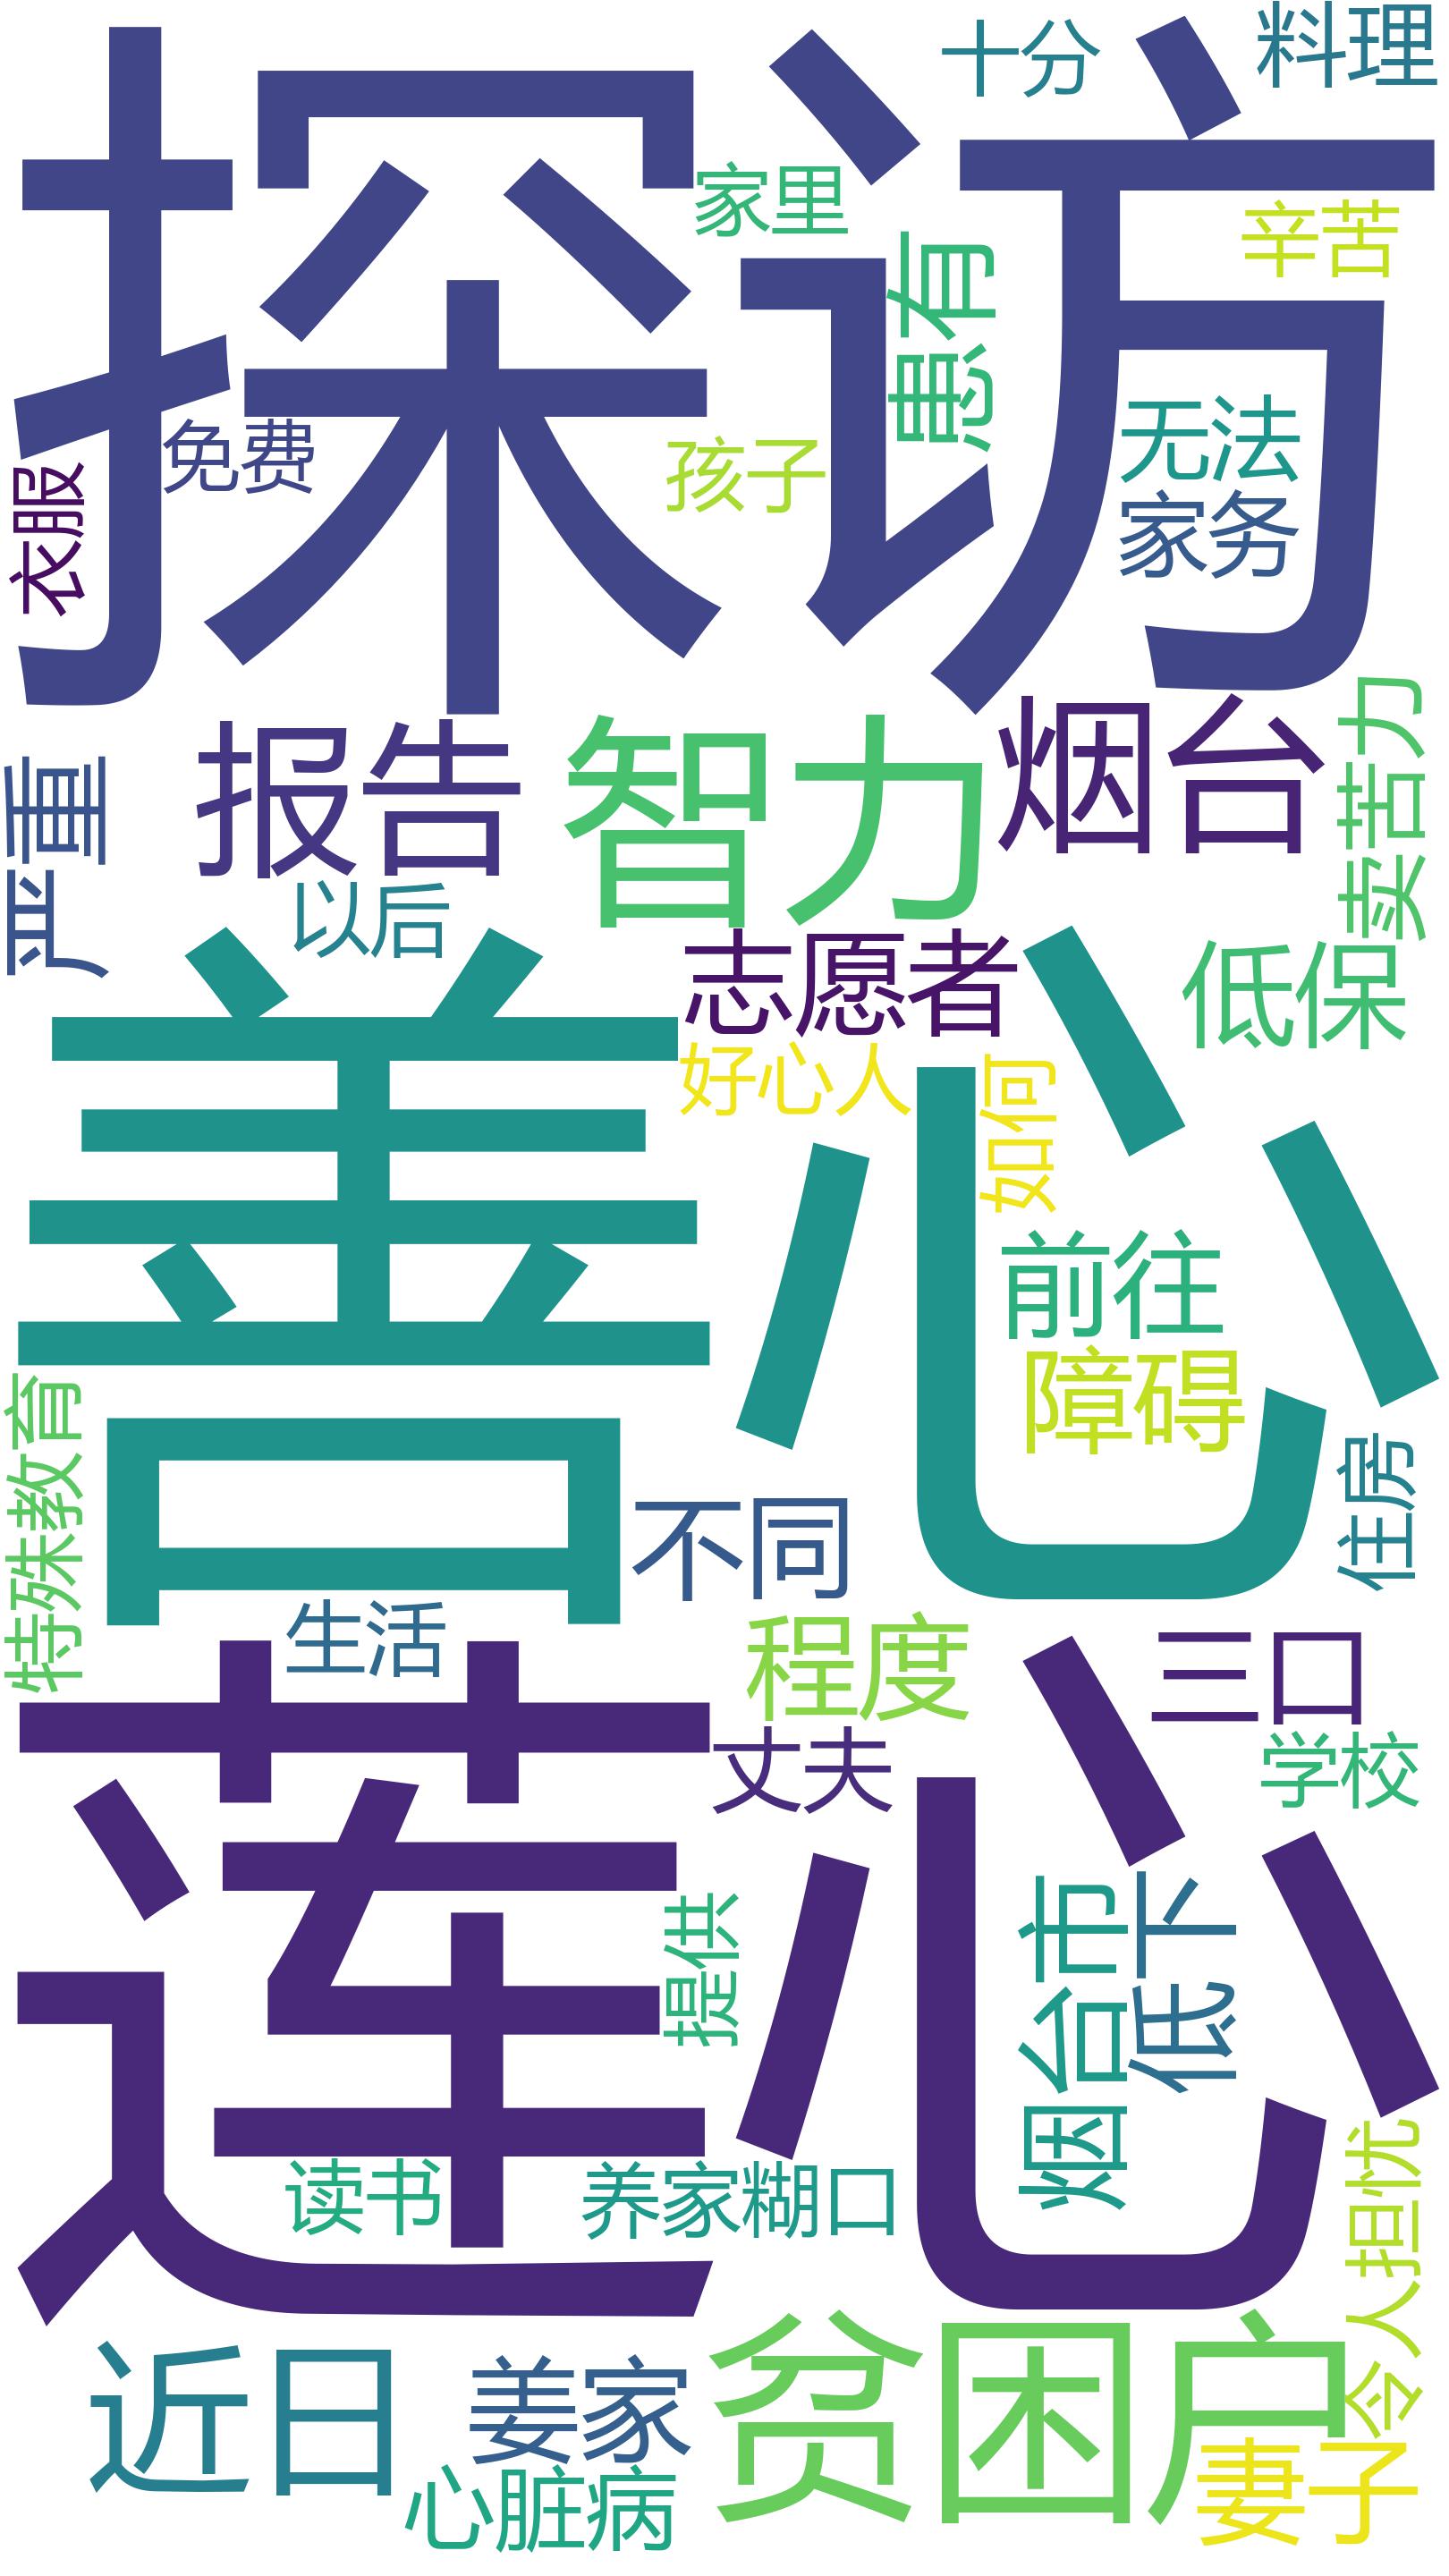 探访
十分
料理
家里
辛苦
患有
无法
家务
免费
孩子
衣服
烟台
卖苦力
报告
智力
严重
以后
志愿者
低保
善心
好心人
如何
前往
障碍
特殊教育
住房
不同
生活
程度
三口
莲心
丈夫
学校
提供
烟台市
低下
读书
养家糊口
令人担忧
近日
姜家
贫困户
妻子
心脏病